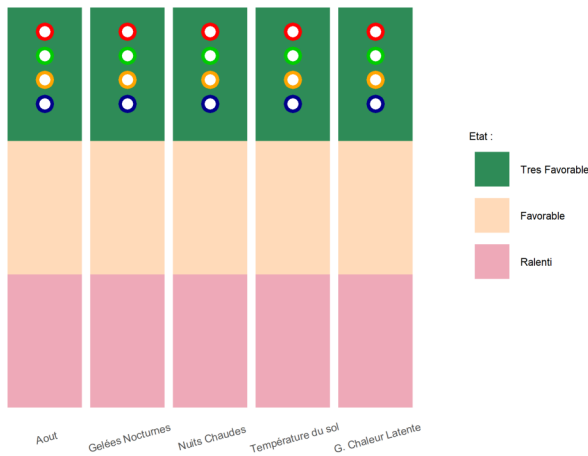 Etat :
Tres Favorable
Favorable
Ralenti
Aout
Gelées Nocturnes
Nuits Chaudes
Température du sol
G. Chaleur Latente